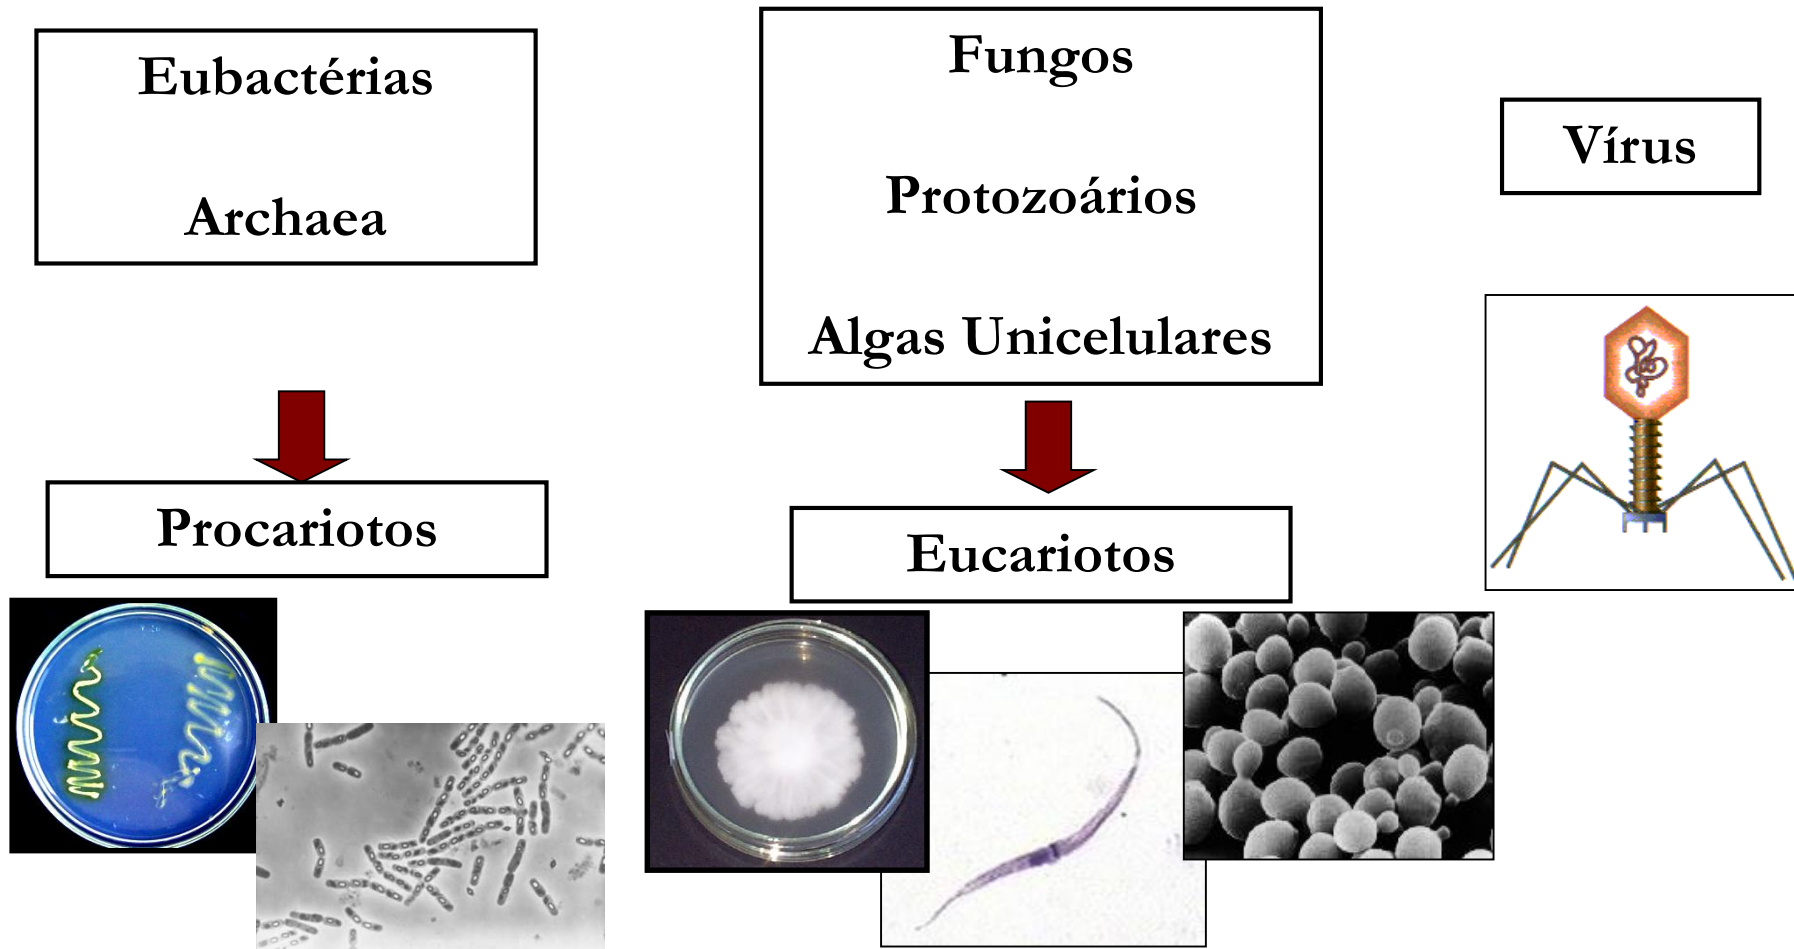 Eubactérias
Archaea
Procariotos
Fungos
Protozoários
Algas Unicelulares
Eucariotos
Vírus